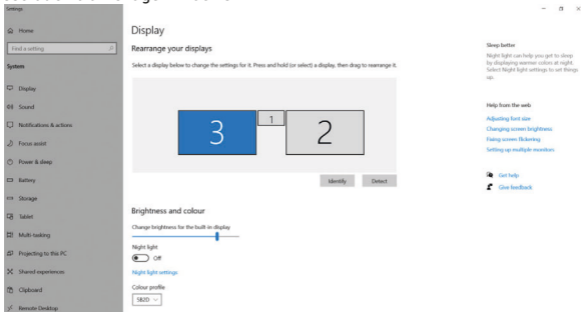 Settings
Home
Display
Find a setting
Rearrange your displays
Select a display below to change the settings for it. Press and hold (or select) a display, then drag to rearrange it.
System
3
1
2
Display
Sound
Notifications & actions
Focus assist
Power & sleep
Identify
Detect
Battery
Storage
Tablet
Multi-tasking
Projecting to this PC
Shared experiences
Clipboard
Remote Desktop
Brightness and colour
Change brightness for the built-in display
Night light
Off
Night light settings
Colour profile
SB2D
Sleep better
Night light can help you get to sleep
by displaying warmer colors at night.
Select Night light settings to set things
up.
Help from the web
Adjusting font size
Changing screen brightness
Fixing screen flickering
Setting up multiple monitors
Get help
Give feedback